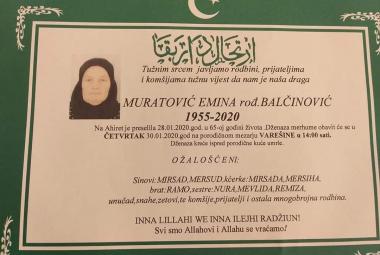 Tužnim srcem javljamo rodbini, prijateljima
i komšijama tužnu vijest da nam je naša draga
MURATOVIĆ EMINA rod.BALČINOVIĆ
1955-2020
Na Ahiret je preselila 28.01.2020.god. u 65-oj godini života .Dženaza merhume obavit će se u
ČETVRTAK 30.01.2020.god.na porodičnom mezarju VAREŠINE u 14:00 sati.
Dženaza kreće ispred porodične kuće umrle.
OŽALOŠĆENI:
Sinovi:MIRSAD,MERSUD,kćerke:MIRSADA,MERSIHA,
brat:RAMO,sestre:NURA,MEVLIDA,REMIZA,
unučad,snahe,zetovi,te komšije,prijatelji i ostala mnogobrojna rodbina.
INNA LILLAHI WE INNA ILEJHI RADŽIUN!
Svi smo Allahovi i Allahu se vraćamo!